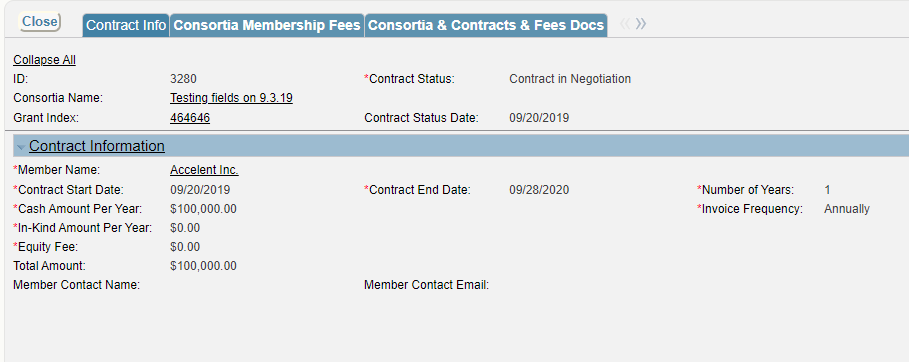 Close Contract Info Consortia Membership Fees Consortia & Contracts & Fees Docs « »
Collapse All
ID: 3280 *Contract Status: Contract in Negotiation
Consortia Name: Testing fields on 9.3.19
Grant Index: 464646 Contract Status Date: 09/20/2019
Contract Information
*Member Name: Accelent Inc.
*Contract Start Date: 09/20/2019 *Contract End Date: 09/28/2020 *Number of Years: 1
*Cash Amount Per Year: $100,000.00 *Invoice Frequency: Annually
*In-Kind Amount Per Year: $0.00
*Equity Fee: $0.00
Total Amount: $100,000.00
Member Contact Name: Member Contact Email: